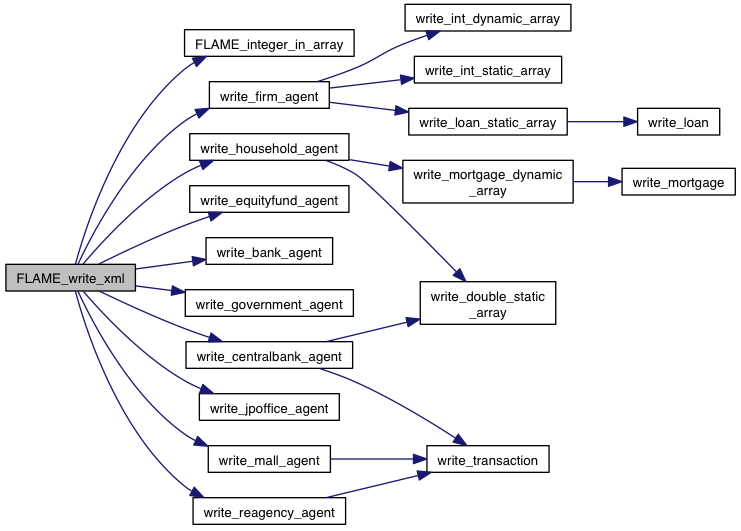 FLAME_write_xml
FLAME_integer_in_array
write_firm_agent
write_household_agent
write_equityfund_agent
write_bank_agent
write_government_agent
write_centralbank_agent
write_jpoffice_agent
write_mall_agent
write_reagency_agent
write_int_dynamic_array
write_int_static_array
write_loan_static_array
write_mortgage_dynamic
_array
write_double_static
_array
write_transaction
write_loan
write_mortgage